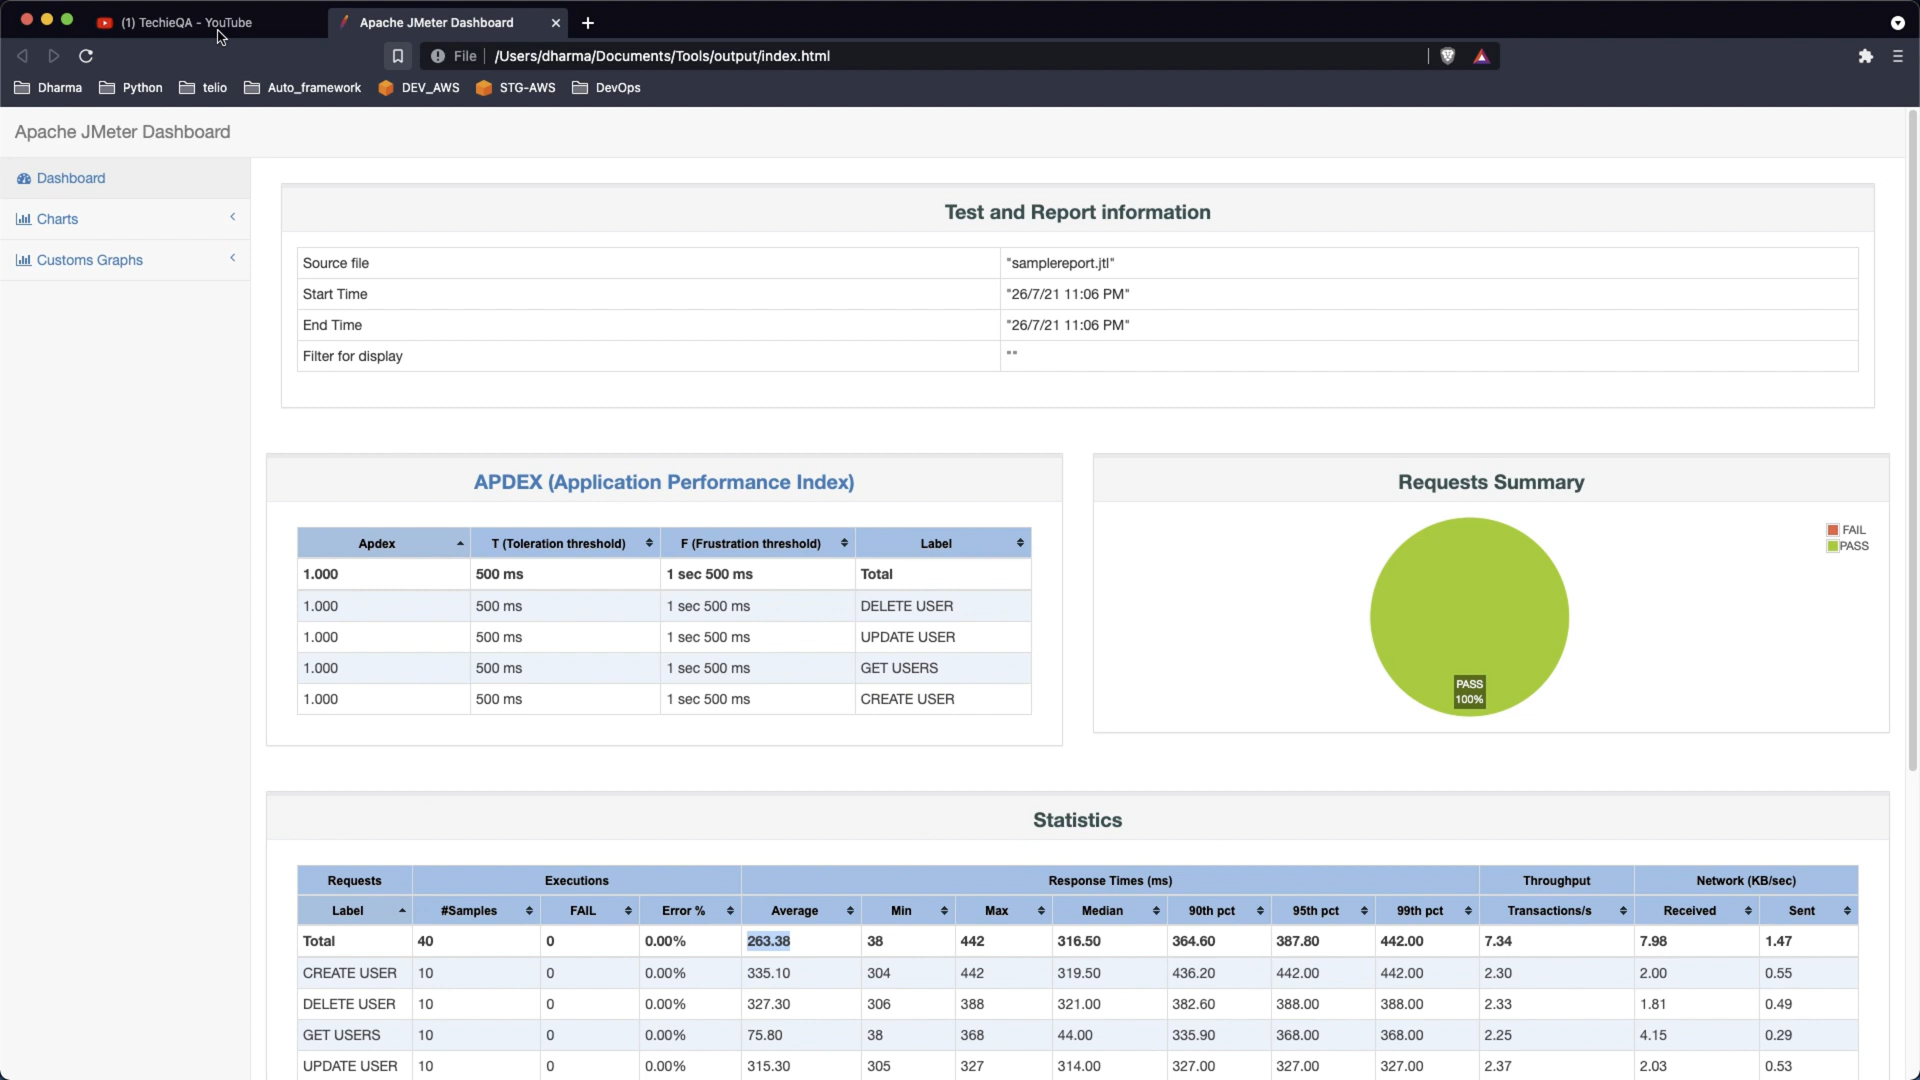 (1) TechieQA - YouTube
Apache JMeter Dashboard
File
/Users/dharma/Documents/Tools/output/index.html
Dharma
Python
telio
Auto_framework
DEV_AWS
STG-AWS
DevOps
Apache JMeter Dashboard
Dashboard
Charts
Customs Graphs
Test and Report information
Source file "samplereport.jtl"
Start Time "26/7/21 11:06 PM"
End Time "26/7/21 11:06 PM"
Filter for display ""
APDEX (Application Performance Index)
Apdex T (Toleration threshold) F (Frustration threshold) Label
1.000 500 ms 1 sec 500 ms Total
1.000 500 ms 1 sec 500 ms DELETE USER
1.000 500 ms 1 sec 500 ms UPDATE USER
1.000 500 ms 1 sec 500 ms GET USERS
1.000 500 ms 1 sec 500 ms CREATE USER
Requests Summary
FAIL
PASS
PASS
100%
Statistics
Requests Executions Response Times (ms) Throughput Network (KB/sec)
Label #Samples FAIL Error % Average Min Max Median 90th pct 95th pct 99th pct Transactions/s Received Sent
Total 40 0 0.00% 263.38 38 442 316.50 364.60 387.80 442.00 7.34 7.98 1.47
CREATE USER 10 0 0.00% 335.10 304 442 319.50 436.20 442.00 442.00 2.30 2.00 0.55
DELETE USER 10 0 0.00% 327.30 306 388 321.00 382.60 388.00 388.00 2.33 1.81 0.49
GET USERS 10 0 0.00% 75.80 38 368 44.00 335.90 368.00 368.00 2.25 4.15 0.29
UPDATE USER 10 0 0.00% 315.30 305 327 314.00 327.00 327.00 327.00 2.37 2.03 0.53